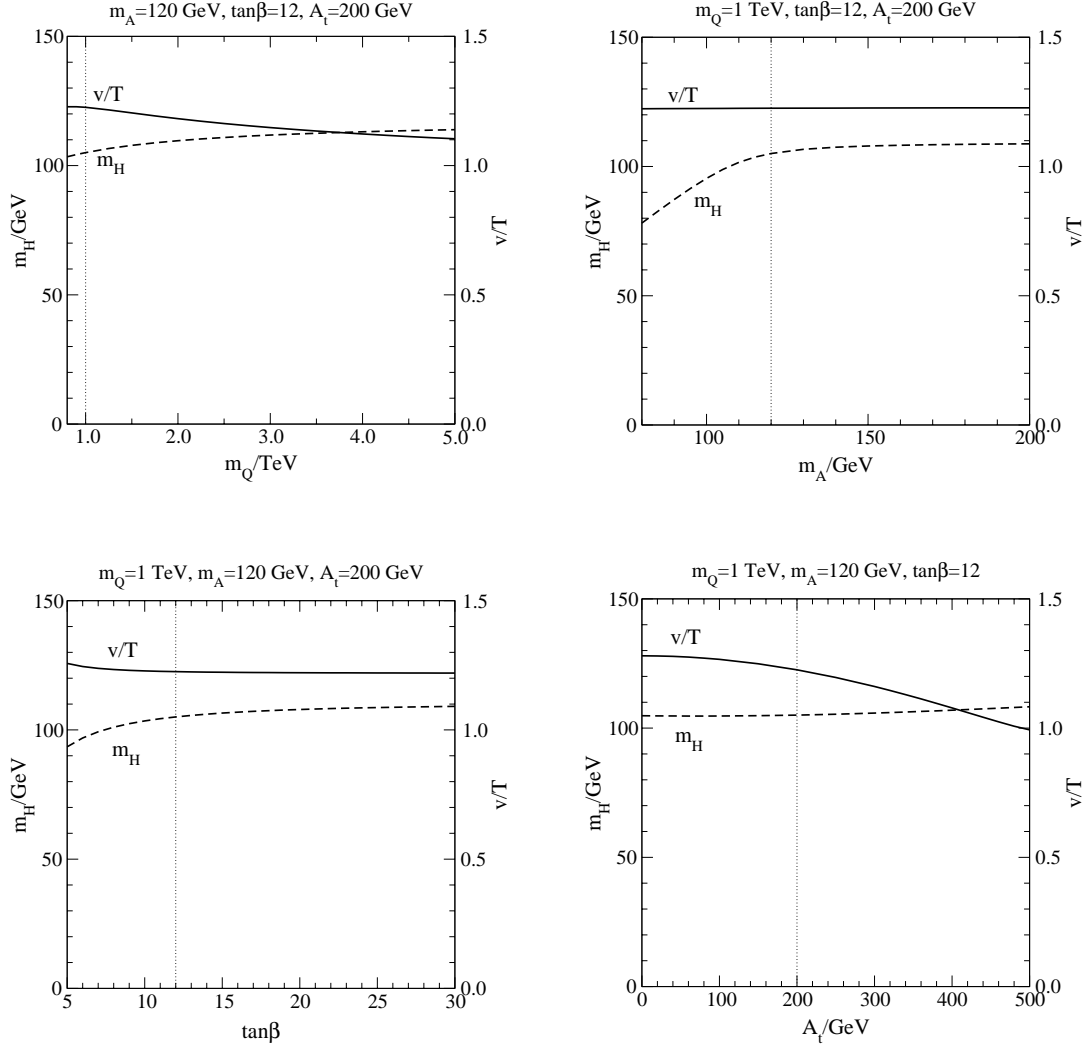 m_A=120 GeV, tanβ=12, A_t=200 GeV
150
100
50
0
1.5
1.0
0.5
0.0
v/T
m_H
m_H/GeV
v/T
1.0 2.0 3.0 4.0 5.0
m_Q/TeV
m_Q=1 TeV, tanβ=12, A_t=200 GeV
150
100
50
0
1.5
1.0
0.5
0.0
v/T
m_H
m_H/GeV
v/T
100 150 200
m_A/GeV
m_Q=1 TeV, m_A=120 GeV, A_t=200 GeV
150
100
50
0
1.5
1.0
0.5
0.0
v/T
m_H
m_H/GeV
v/T
5 10 15 20 25 30
tanβ
m_Q=1 TeV, m_A=120 GeV, tanβ=12
150
100
50
0
1.5
1.0
0.5
0.0
v/T
m_H
m_H/GeV
v/T
0 100 200 300 400 500
A_t/GeV